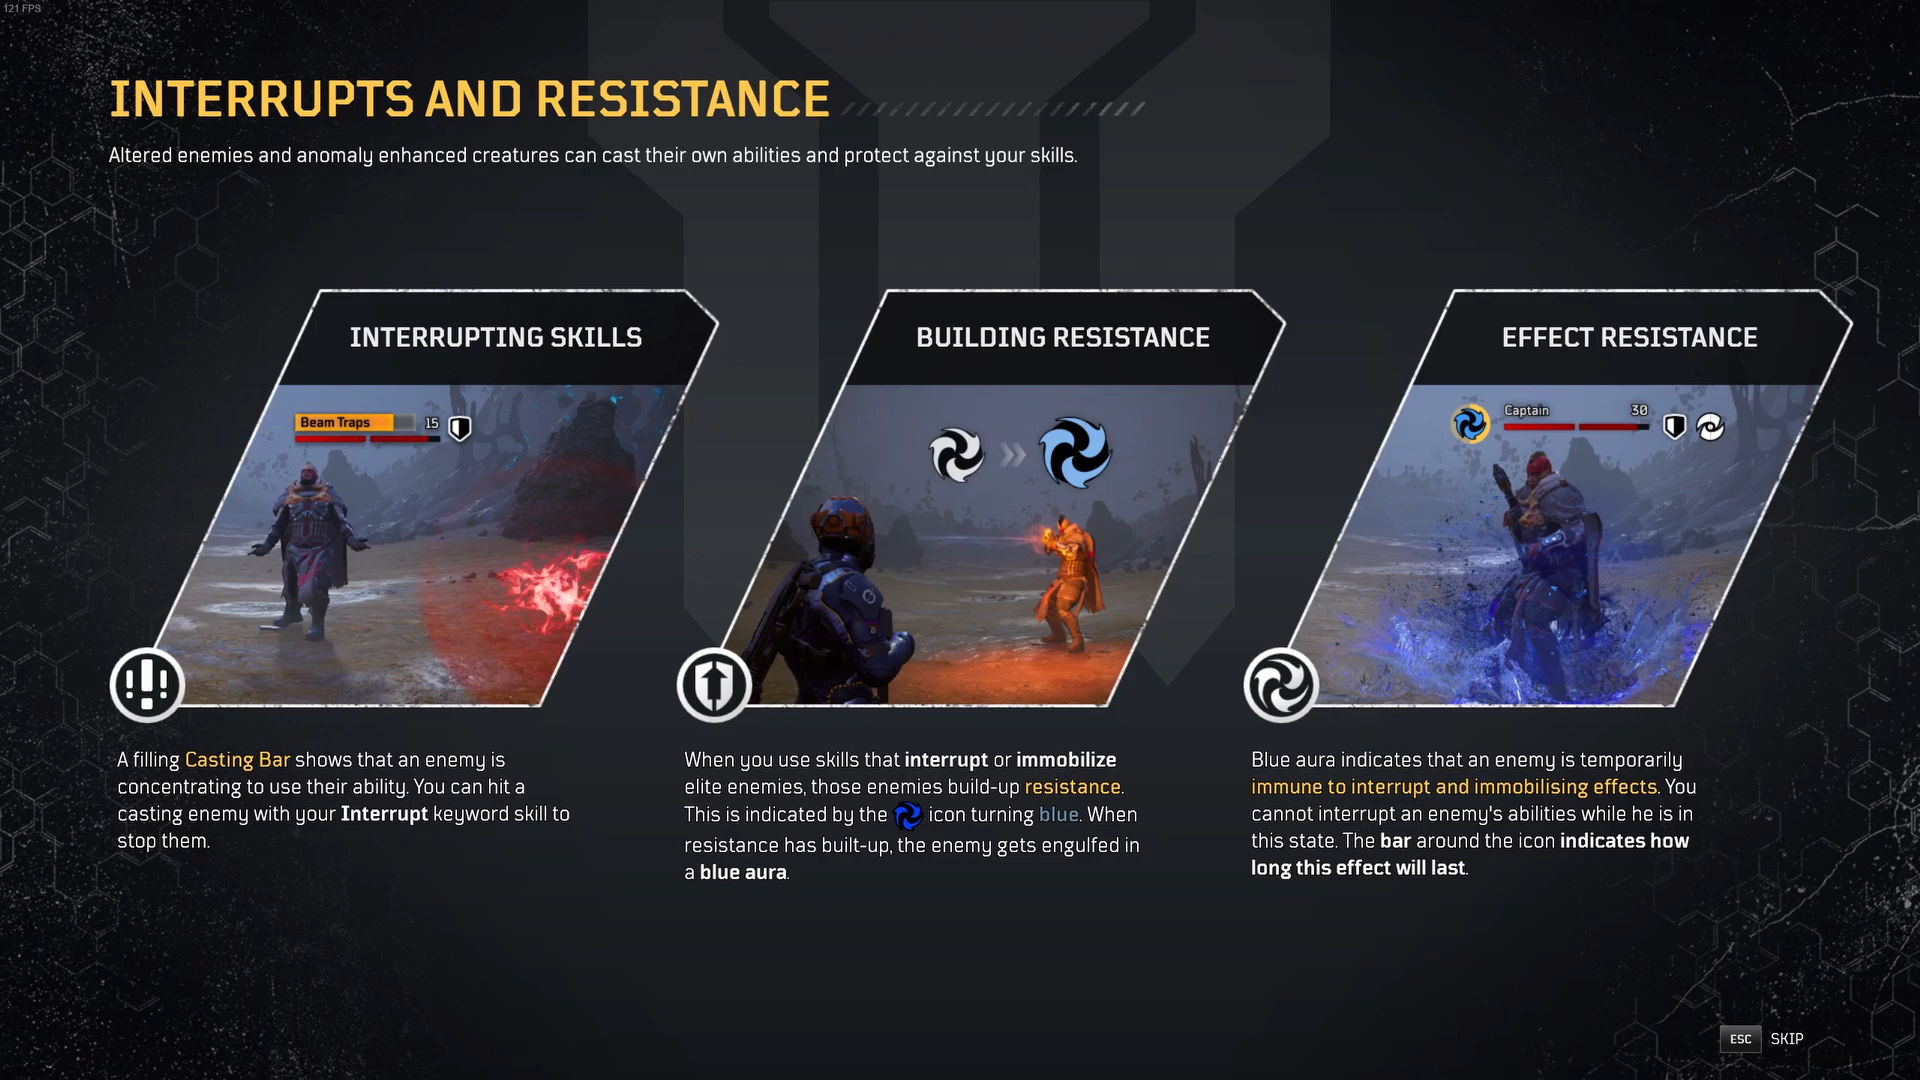 121 FPS
INTERRUPTS AND RESISTANCE
Altered enemies and anomaly enhanced creatures can cast their own abilities and protect against your skills.
INTERRUPTING SKILLS
Beam Traps 15
A filling Casting Bar shows that an enemy is
concentrating to use their ability. You can hit a
casting enemy with your Interrupt keyword skill to
stop them.
BUILDING RESISTANCE
When you use skills that interrupt or immobilize
elite enemies, those enemies build-up resistance.
This is indicated by the icon turning blue. When
resistance has built-up, the enemy gets engulfed in
a blue aura.
EFFECT RESISTANCE
Captain 30
Blue aura indicates that an enemy is temporarily
immune to interrupt and immobilising effects. You
cannot interrupt an enemy's abilities while he is in
this state. The bar around the icon indicates how
long this effect will last.
ESC SKIP